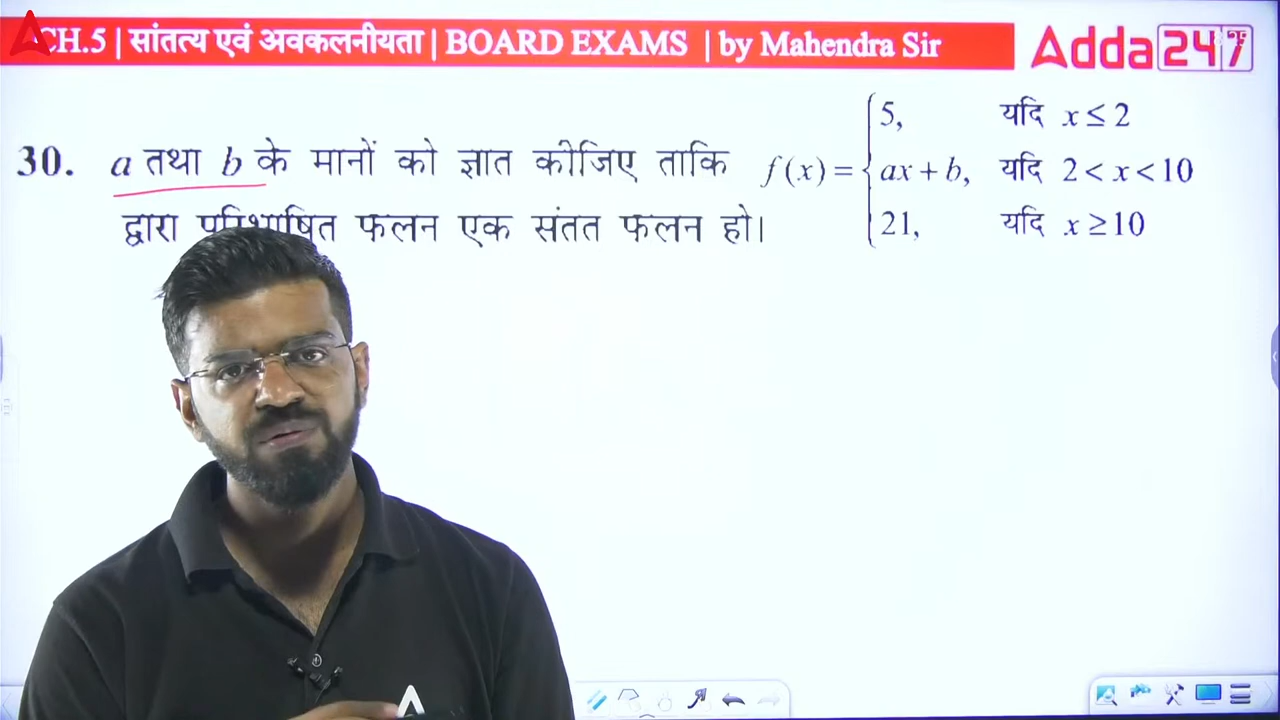 CH.5 | सांतत्य एवं अवकलनीयता | BOARD EXAMS | by Mahendra Sir
Adda247
30. a तथा b के मानों को ज्ञात कीजिए ताकि f(x) = { 5, यदि x ≤ 2
ax + b, यदि 2 < x < 10
21, यदि x ≥ 10
द्वारा परिभाषित फलन एक संतत फलन हो।